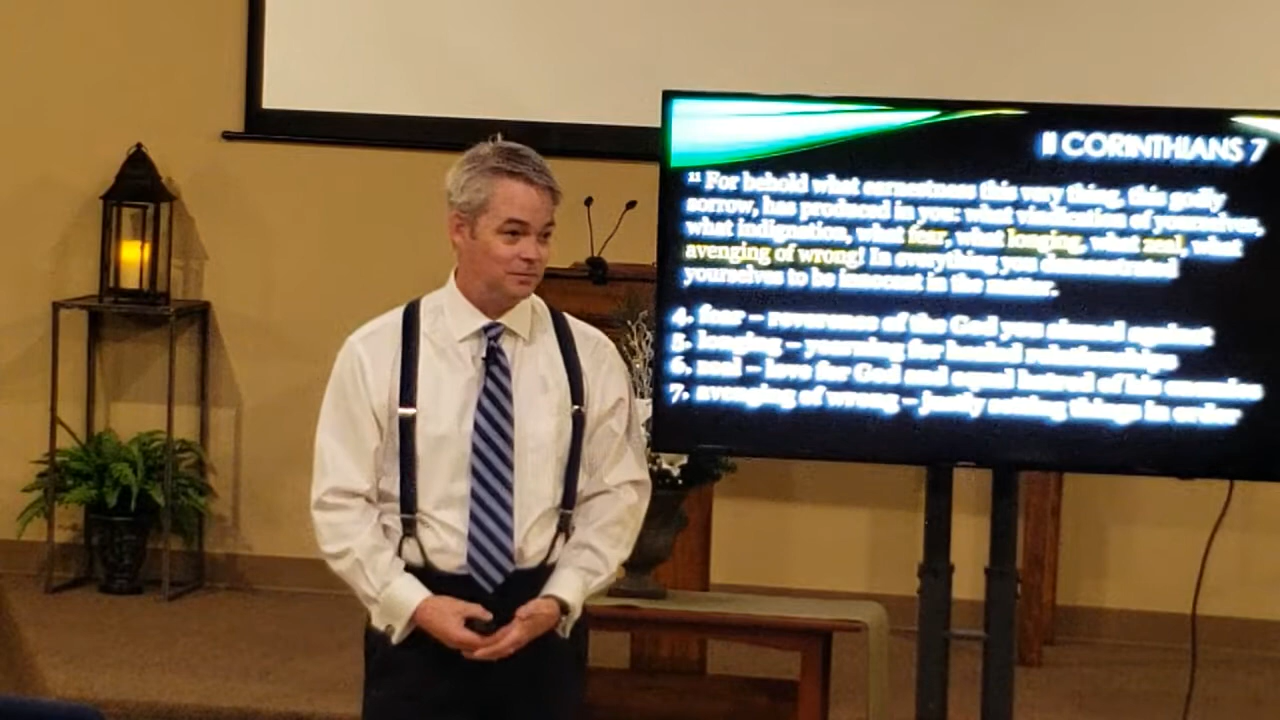 II CORINTHIANS 7
11 For behold what earnestness this very thing, this godly
sorrow, has produced in you: what vindication of yourselves,
what indignation, what fear, what longing, what zeal, what
avenging of wrong! In everything you demonstrated
yourselves to be innocent in the matter.
4. fear – reverence of the God you sinned against
5. longing – yearning for healed relationships
6. zeal – love for God and equal hatred of his enemies
7. avenging of wrong – justly setting things in order